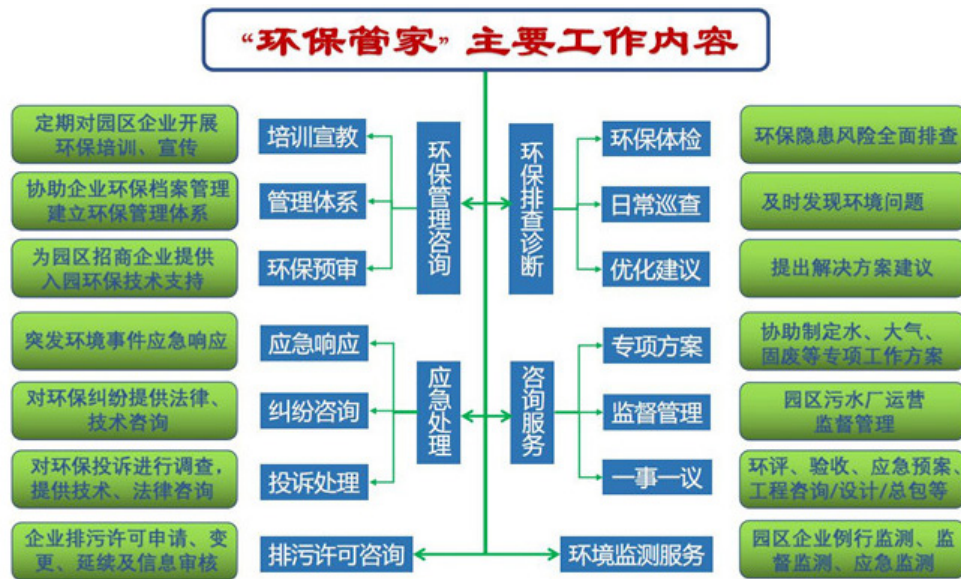 “环保管家”主要工作内容
定期对园区企业开展
环保培训、宣传
培训宣教
协助企业环保档案管理
建立环保管理体系
管理体系
为园区招商企业提供
入园环保技术支持
环保预审
环保管理咨询
环保排查诊断
环保体检
环保隐患风险全面排查
日常巡查
及时发现环境问题
优化建议
提出解决方案建议
突发环境事件应急响应
应急响应
对环保纠纷提供法律、
技术咨询
纠纷咨询
对环保投诉进行调查，
提供技术、法律咨询
投诉处理
应急处理
咨询服务
专项方案
协助制定水、大气、
固废等专项工作方案
监督管理
园区污水厂运营
监督管理
一事一议
环评、验收、应急预案、
工程咨询/设计/总包等
企业排污许可申请、变
更、延续及信息审核
排污许可咨询
环境监测服务
园区企业例行监测、监
督监测、应急监测